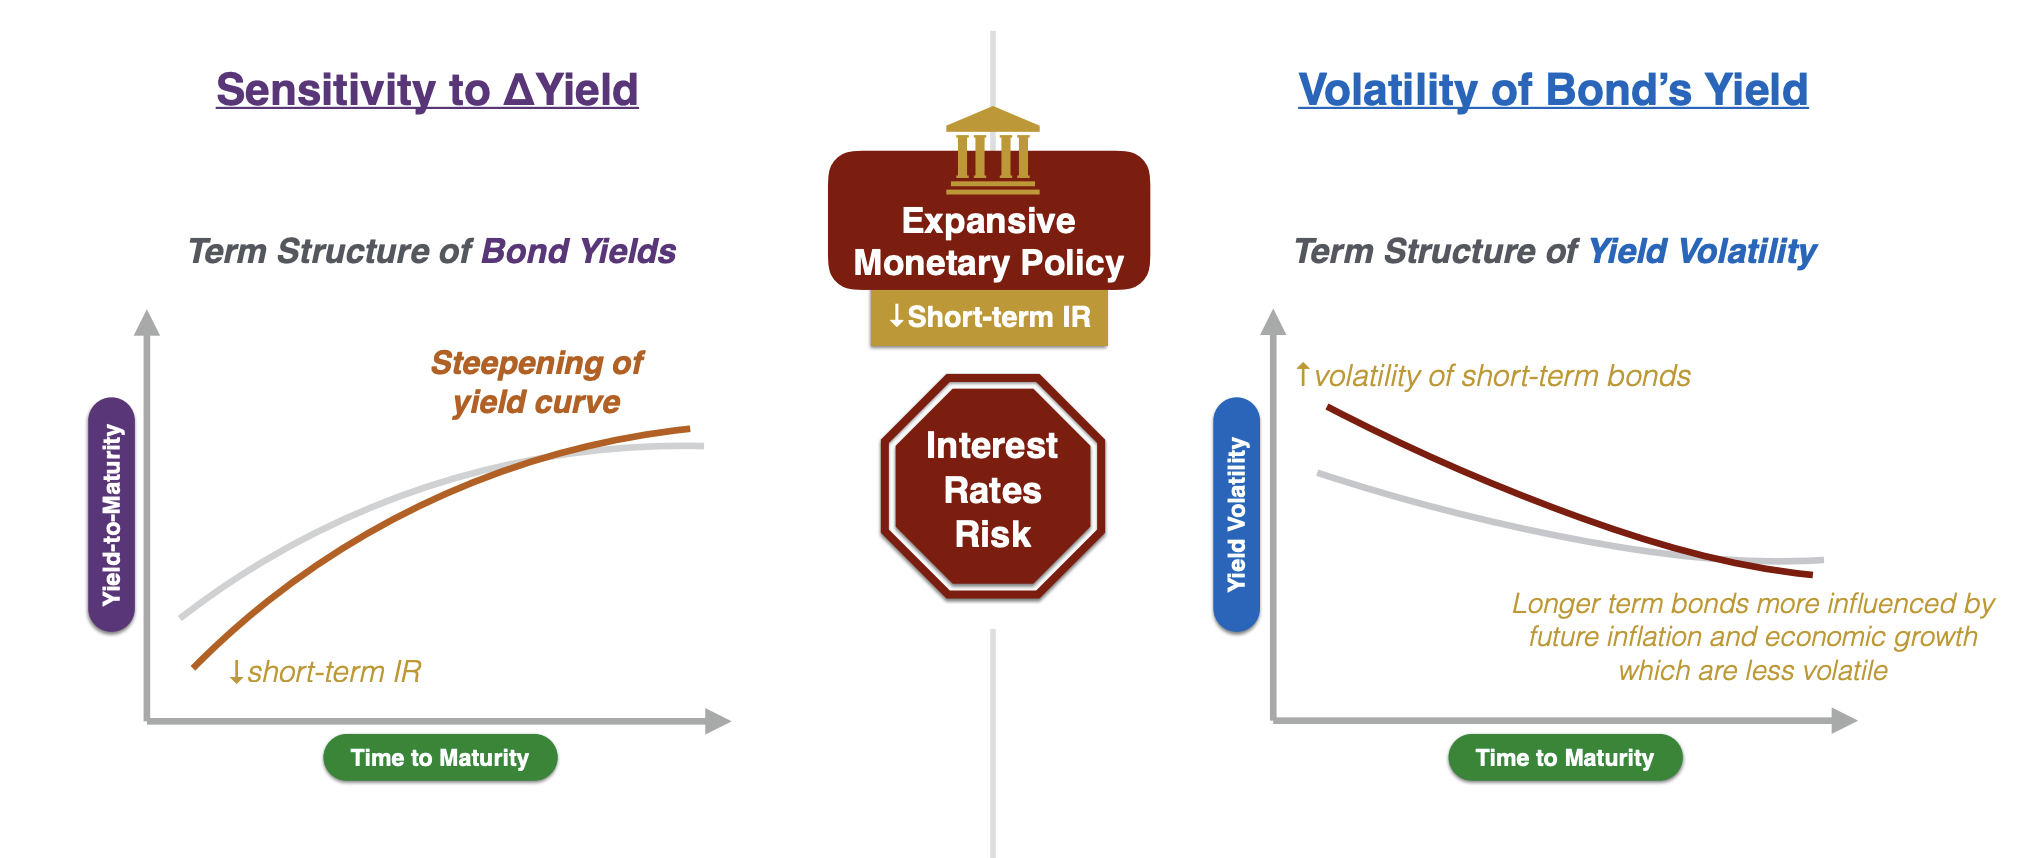 Sensitivity to ΔYield
Term Structure of Bond Yields
Steepening of
yield curve
Yield-to-Maturity
↓short-term IR
Time to Maturity
Expansive
Monetary Policy
↓Short-term IR
Interest
Rates
Risk
Volatility of Bond’s Yield
Term Structure of Yield Volatility
↑volatility of short-term bonds
Yield Volatility
Longer term bonds more influenced by
future inflation and economic growth
which are less volatile
Time to Maturity